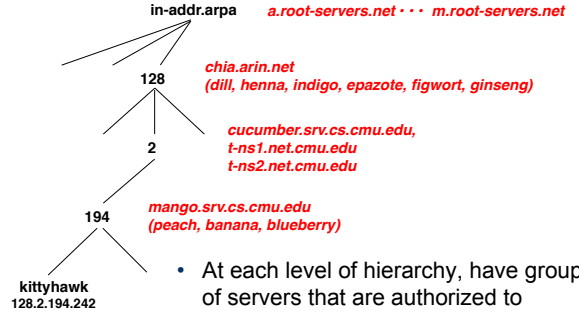 in-addr.arpa a.root-servers.net · · · m.root-servers.net
chia.arin.net
128 (dill, henna, indigo, epazote, figwort, ginseng)
cucumber.srv.cs.cmu.edu,
t-ns1.net.cmu.edu
2
t-ns2.net.cmu.edu
mango.srv.cs.cmu.edu
194 (peach, banana, blueberry)
• At each level of hierarchy, have group
of servers that are authorized to
kittyhawk
128.2.194.242